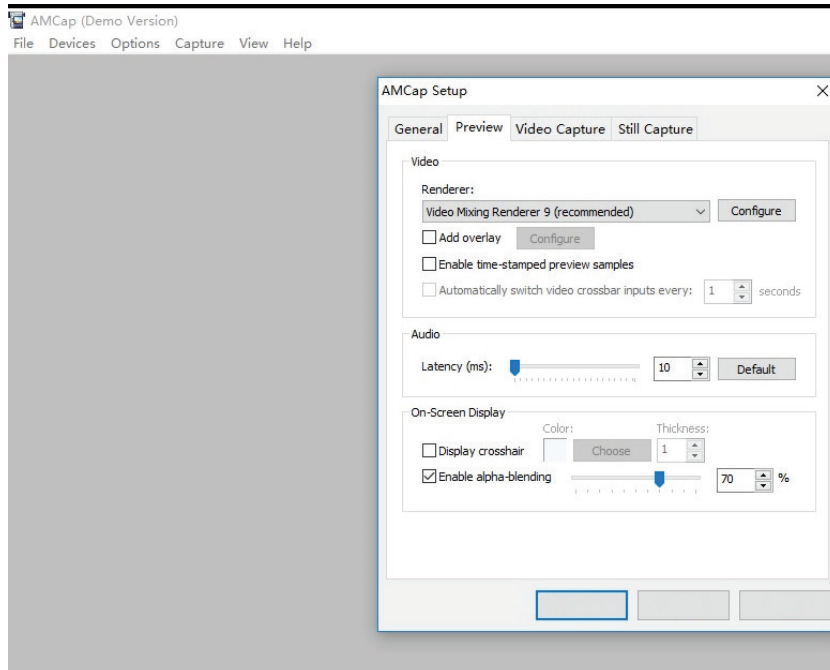 AMCap (Demo Version)
File Devices Options Capture View Help
AMCap Setup
General Preview Video Capture Still Capture
Video
Renderer:
Video Mixing Renderer 9 (recommended) Configure
Add overlay Configure
Enable time-stamped preview samples
Automatically switch video crossbar inputs every: 1 seconds
Audio
Latency (ms): 10 Default
On-Screen Display
Color: Thickness:
Display crosshair Choose 1
Enable alpha-blending 70 %